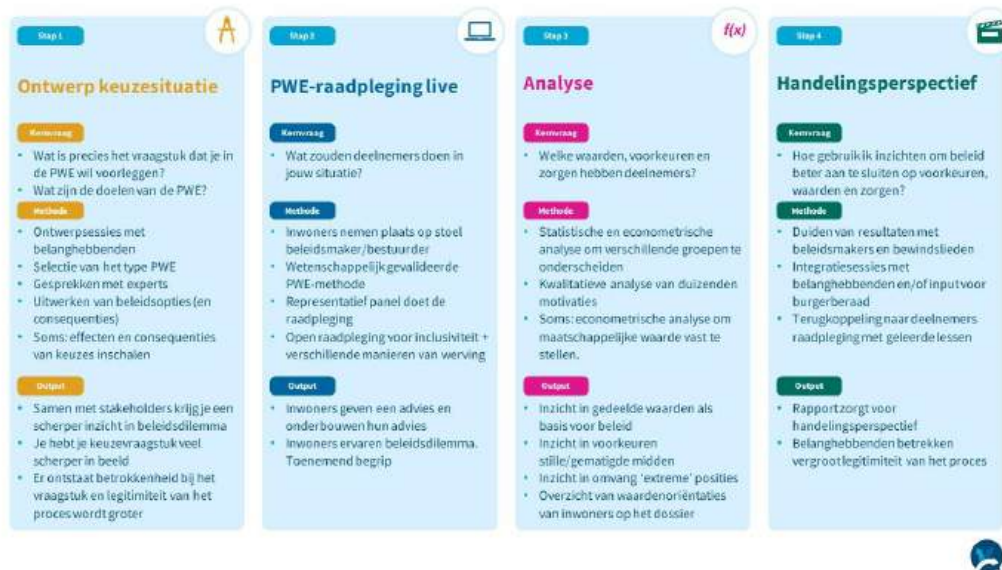 Stap 1
Ontwerp keuzesituatie
Kernvraag
• Wat is precies het vraagstuk dat je in
de PWE wil voorleggen?
• Wat zijn de doelen van de PWE?
Methode
• Ontwerpsessies met
belanghebbenden
• Selectie van het type PWE
• Gesprekken met experts
• Uitwerken van beleidsopties (en
consequenties)
• Soms: effecten en consequenties
van keuzes inschalen
Output
• Samen met stakeholders krijg je een
scherper inzicht in beleidsdilemma
• Je hebt je keuzevraagstuk veel
scherper in beeld
• Er ontstaat betrokkenheid bij het
vraagstuk en legitimiteit van het
proces wordt groter
Stap 2
PWE-raadpleging live
Kernvraag
• Wat zouden deelnemers doen in
jouw situatie?
Methode
• Inwoners nemen plaats op stoel
beleidsmaker/bestuurder
• Wetenschappelijk gevalideerde
PWE-methode
• Representatief panel doet de
raadpleging
• Open raadpleging voor inclusiviteit +
verschillende manieren van werving
Output
• Inwoners geven een advies en
onderbouwen hun advies
• Inwoners ervaren beleidsdilemma.
Toenemend begrip
Stap 3
f(x)
Analyse
Kernvraag
• Welke waarden, voorkeuren en
zorgen hebben deelnemers?
Methode
• Statistische en econometrische
analyse om verschillende groepen te
onderscheiden
• Kwalitatieve analyse van duizenden
motivaties
• Soms: econometrische analyse om
maatschappelijke waarde vast te
stellen.
Output
• Inzicht in gedeelde waarden als
basis voor beleid
• Inzicht in voorkeuren
stille/gematigde midden
• Inzicht in omvang 'extreme' posities
• Overzicht van waardenoriëntaties
van inwoners op het dossier
Stap 4
Handelingsperspectief
Kernvraag
• Hoe gebruik ik inzichten om beleid
beter aan te sluiten op voorkeuren,
waarden en zorgen?
Methode
• Duiden van resultaten met
beleidsmakers en bewindslieden
• Integratiesessies met
belanghebbenden en/of input voor
burgerberaad
• Terugkoppeling naar deelnemers
raadpleging met geleerde lessen
Output
• Rapport zorgt voor
handelingsperspectief
• Belanghebbenden betrekken
vergroot legitimiteit van het proces